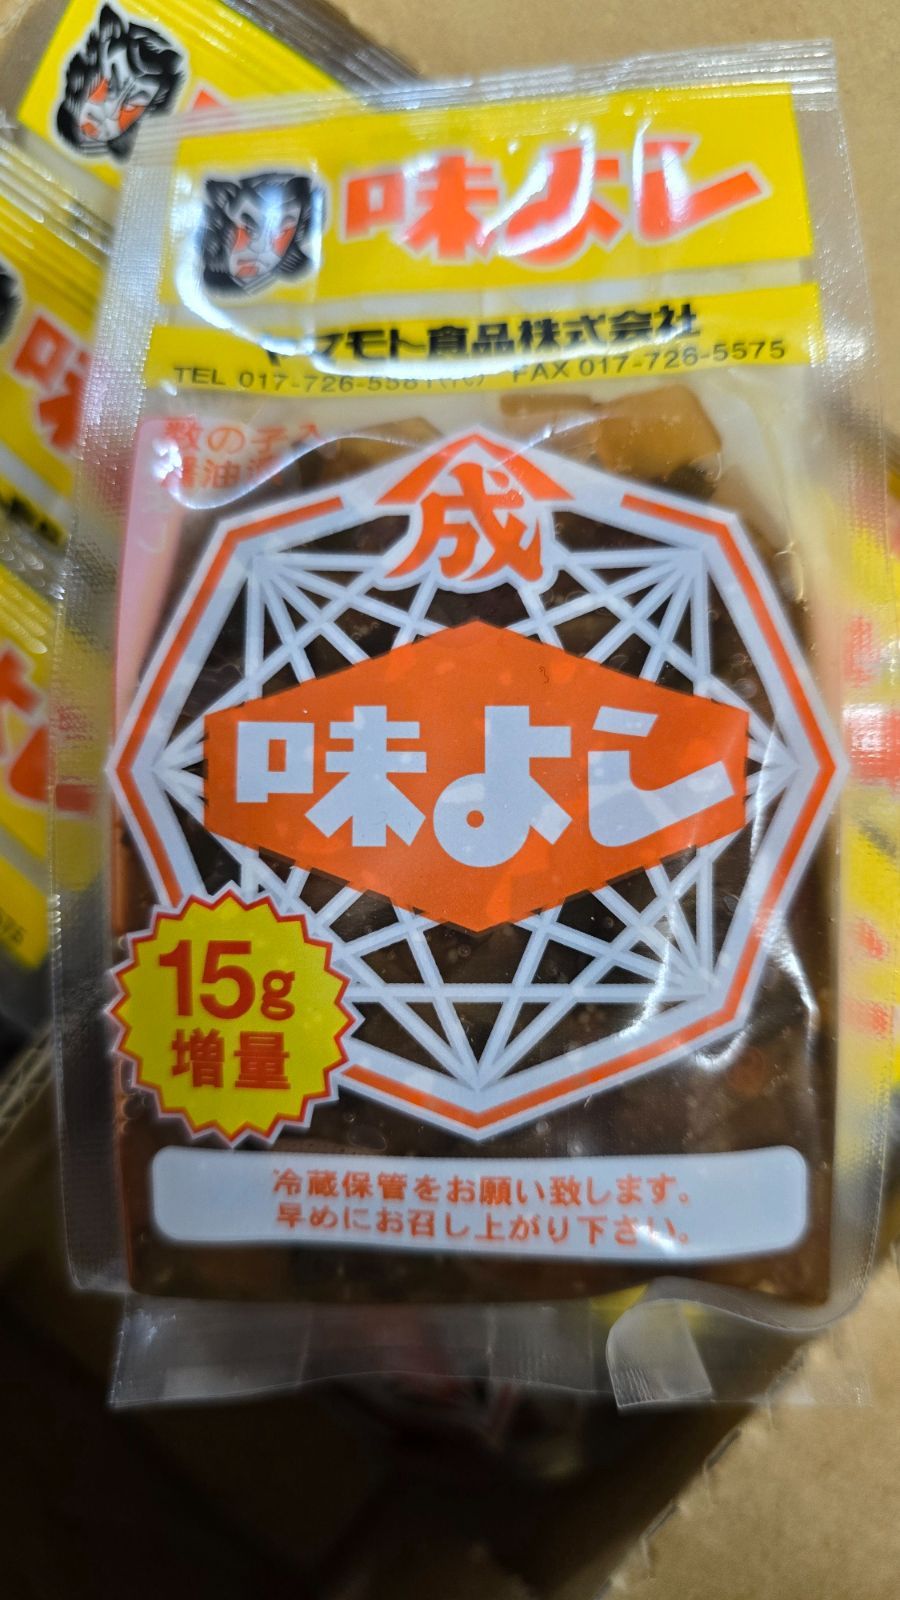 味よし
ヤマモト食品株式会社
TEL 017-726-5581(代) FAX 017-726-5575
数の子入
醤油漬
成
味よし
15g
増量
冷蔵保管をお願い致します。
早めにお召し上がり下さい。